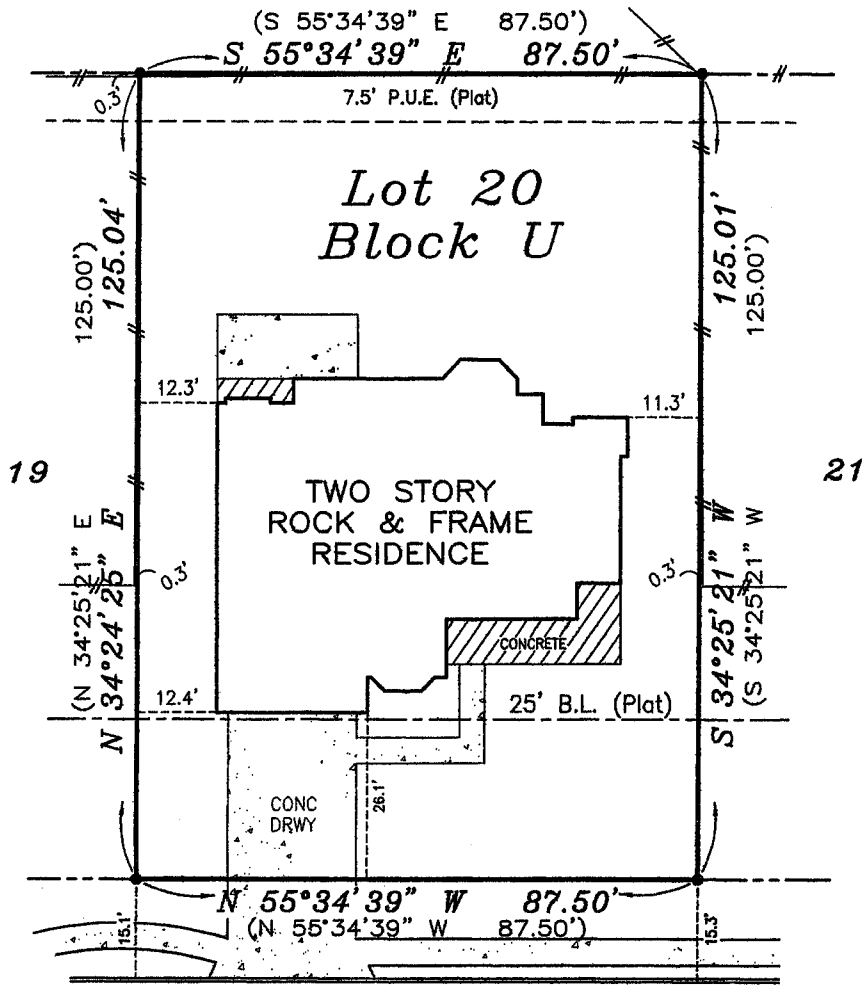 (S 55°34'39" E 87.50')
S 55°34'39" E 87.50'
0.3'
7.5' P.U.E. (Plat)
Lot 20
Block U
125.04'
125.00')
125.01'
125.00')
12.3'
11.3'
19
21
TWO STORY
ROCK & FRAME
RESIDENCE
0.3'
0.3'
(N 34°25'21" E
N 34°24'25" E
S 34°25'21" W
(S 34°25'21" W
CONCRETE
12.4'
25' B.L. (Plat)
CONC
DRWY
26.1'
N 55°34'39" W 87.50'
(N 55°34'39" W 87.50')
15.1'
15.3'